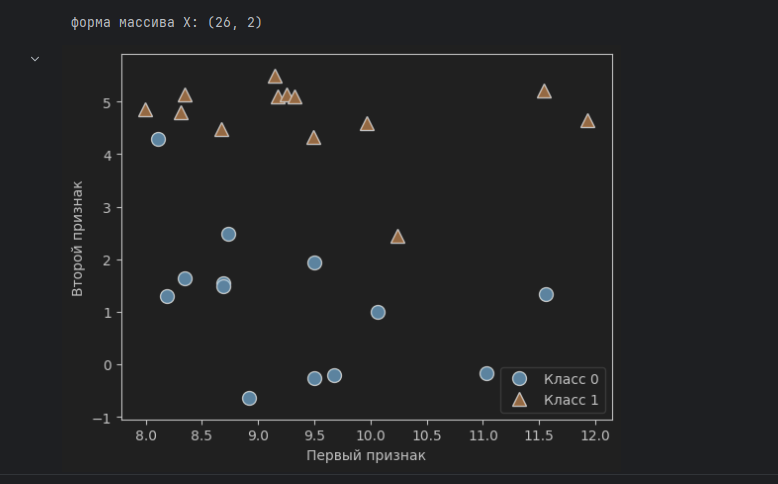 форма массива X: (26, 2)
5
4
3
2
1
0
−1
Второй признак
Класс 0
Класс 1
8.0 8.5 9.0 9.5 10.0 10.5 11.0 11.5 12.0
Первый признак